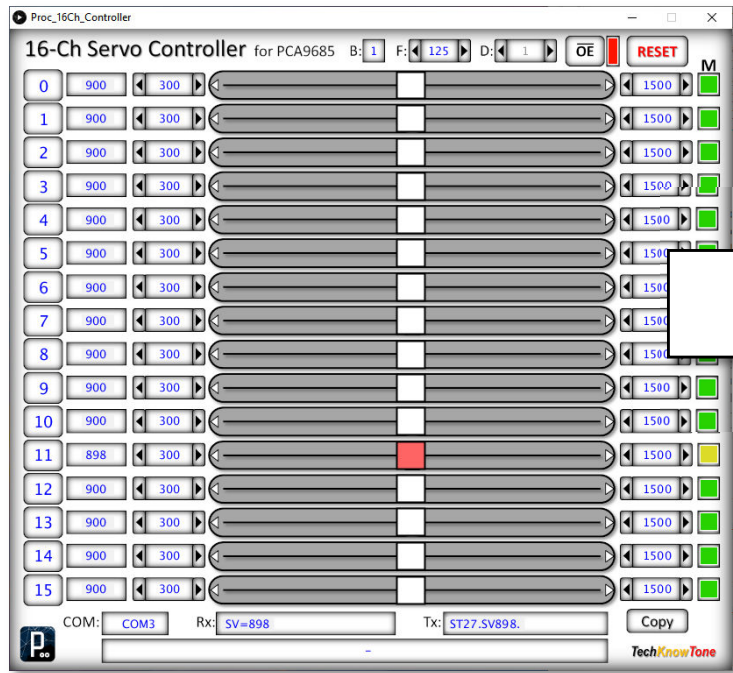 Proc_16Ch_Controller
16-Ch Servo Controller for PCA9685 B: 1 F: 125 D: 1 OE RESET
M
0 900 300 1500
1 900 300 1500
2 900 300 1500
3 900 300 1500
4 900 300 1500
5 900 300
6 900 300
7 900 300
8 900 300
9 900 300 1500
10 900 300 1500
11 898 300 1500
12 900 300 1500
13 900 300 1500
14 900 300 1500
15 900 300 1500
COM: COM3 Rx: SV=898 Tx: ST27.SV898. Copy
P. –
TechKnowTone